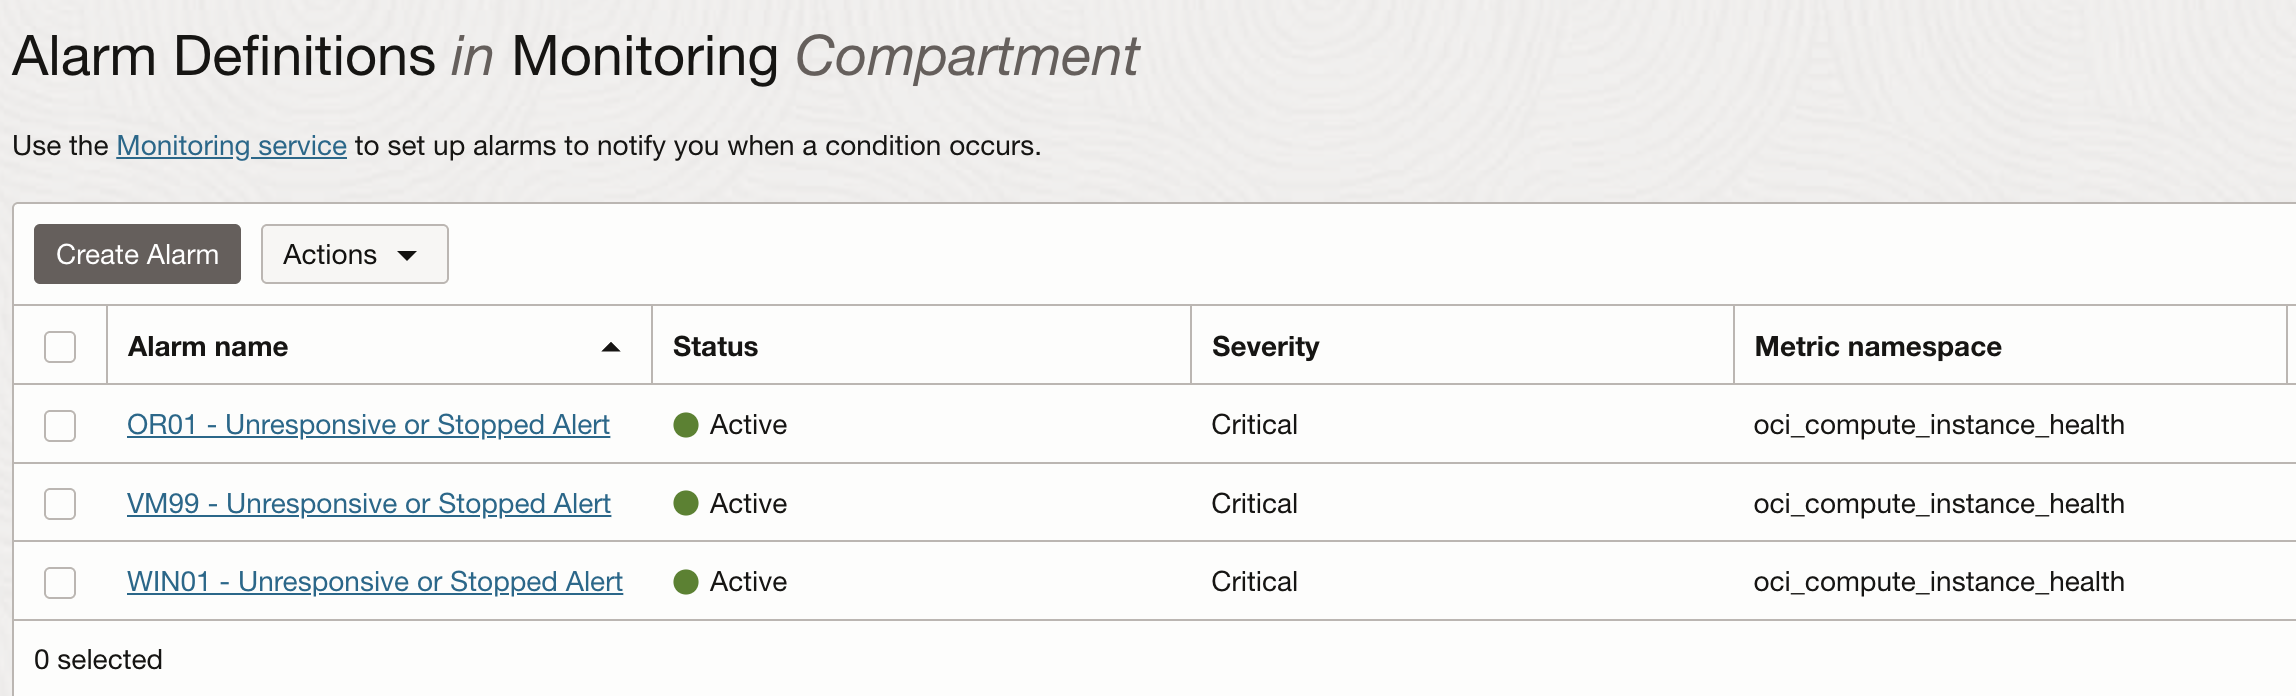 Alarm Definitions in Monitoring Compartment
Use the Monitoring service to set up alarms to notify you when a condition occurs.
Create Alarm Actions
Alarm name Status Severity Metric namespace
OR01 - Unresponsive or Stopped Alert Active Critical oci_compute_instance_health
VM99 - Unresponsive or Stopped Alert Active Critical oci_compute_instance_health
WIN01 - Unresponsive or Stopped Alert Active Critical oci_compute_instance_health
0 selected